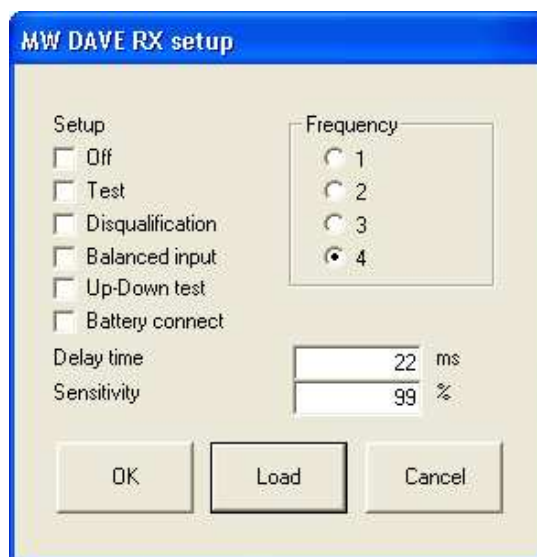 MW DAVE RX setup
Setup
Off
Test
Disqualification
Balanced input
Up-Down test
Battery connect
Frequency
1
2
3
4
Delay time 22 ms
Sensitivity 99 %
OK Load Cancel